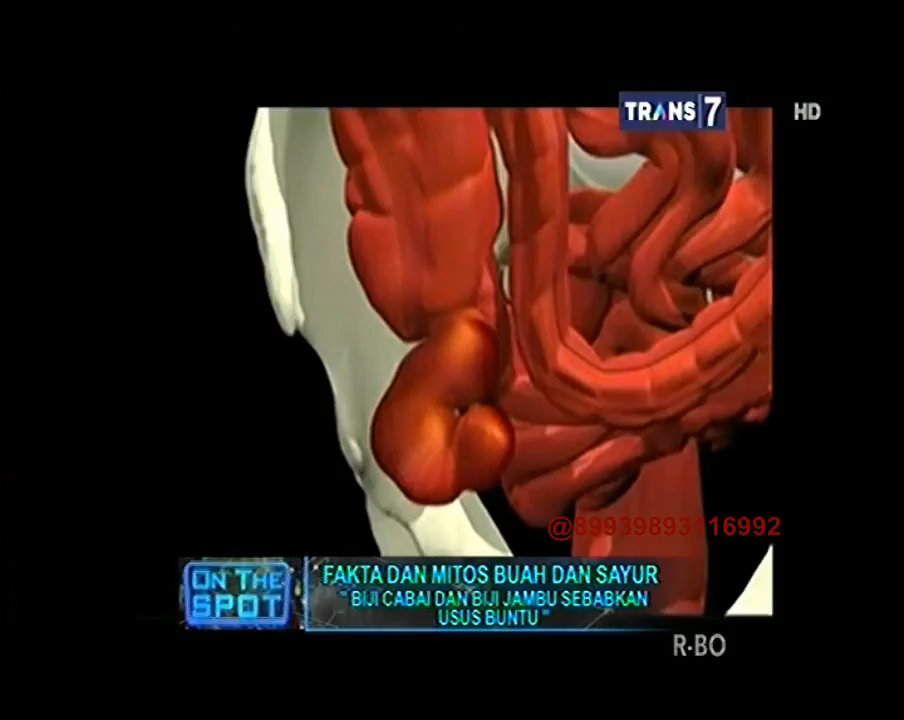 TRANS|7
HD
@89939893116992
ON THE
SPOT
FAKTA DAN MITOS BUAH DAN SAYUR
" BIJI CABAI DAN BIJI JAMBU SEBABKAN
USUS BUNTU "
R-BO